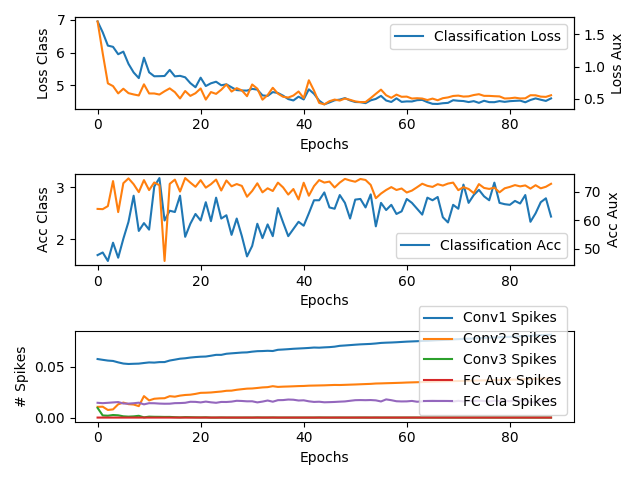 7
6
5
Loss Class
Classification Loss
1.5
1.0
0.5
Loss Aux
0 20 40 60 80
Epochs
3
2
Acc Class
Classification Acc
70
60
50
Acc Aux
0 20 40 60 80
Epochs
0.05
0.00
# Spikes
Conv1 Spikes
Conv2 Spikes
Conv3 Spikes
FC Aux Spikes
FC Cla Spikes
0 20 40 60 80
Epochs